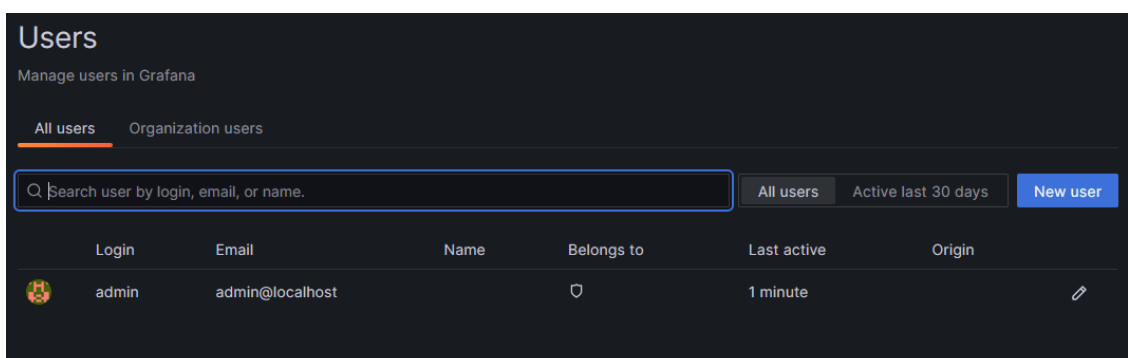 Users
Manage users in Grafana
All users Organization users
Search user by login, email, or name. All users Active last 30 days New user
Login Email Name Belongs to Last active Origin
admin admin@localhost 1 minute